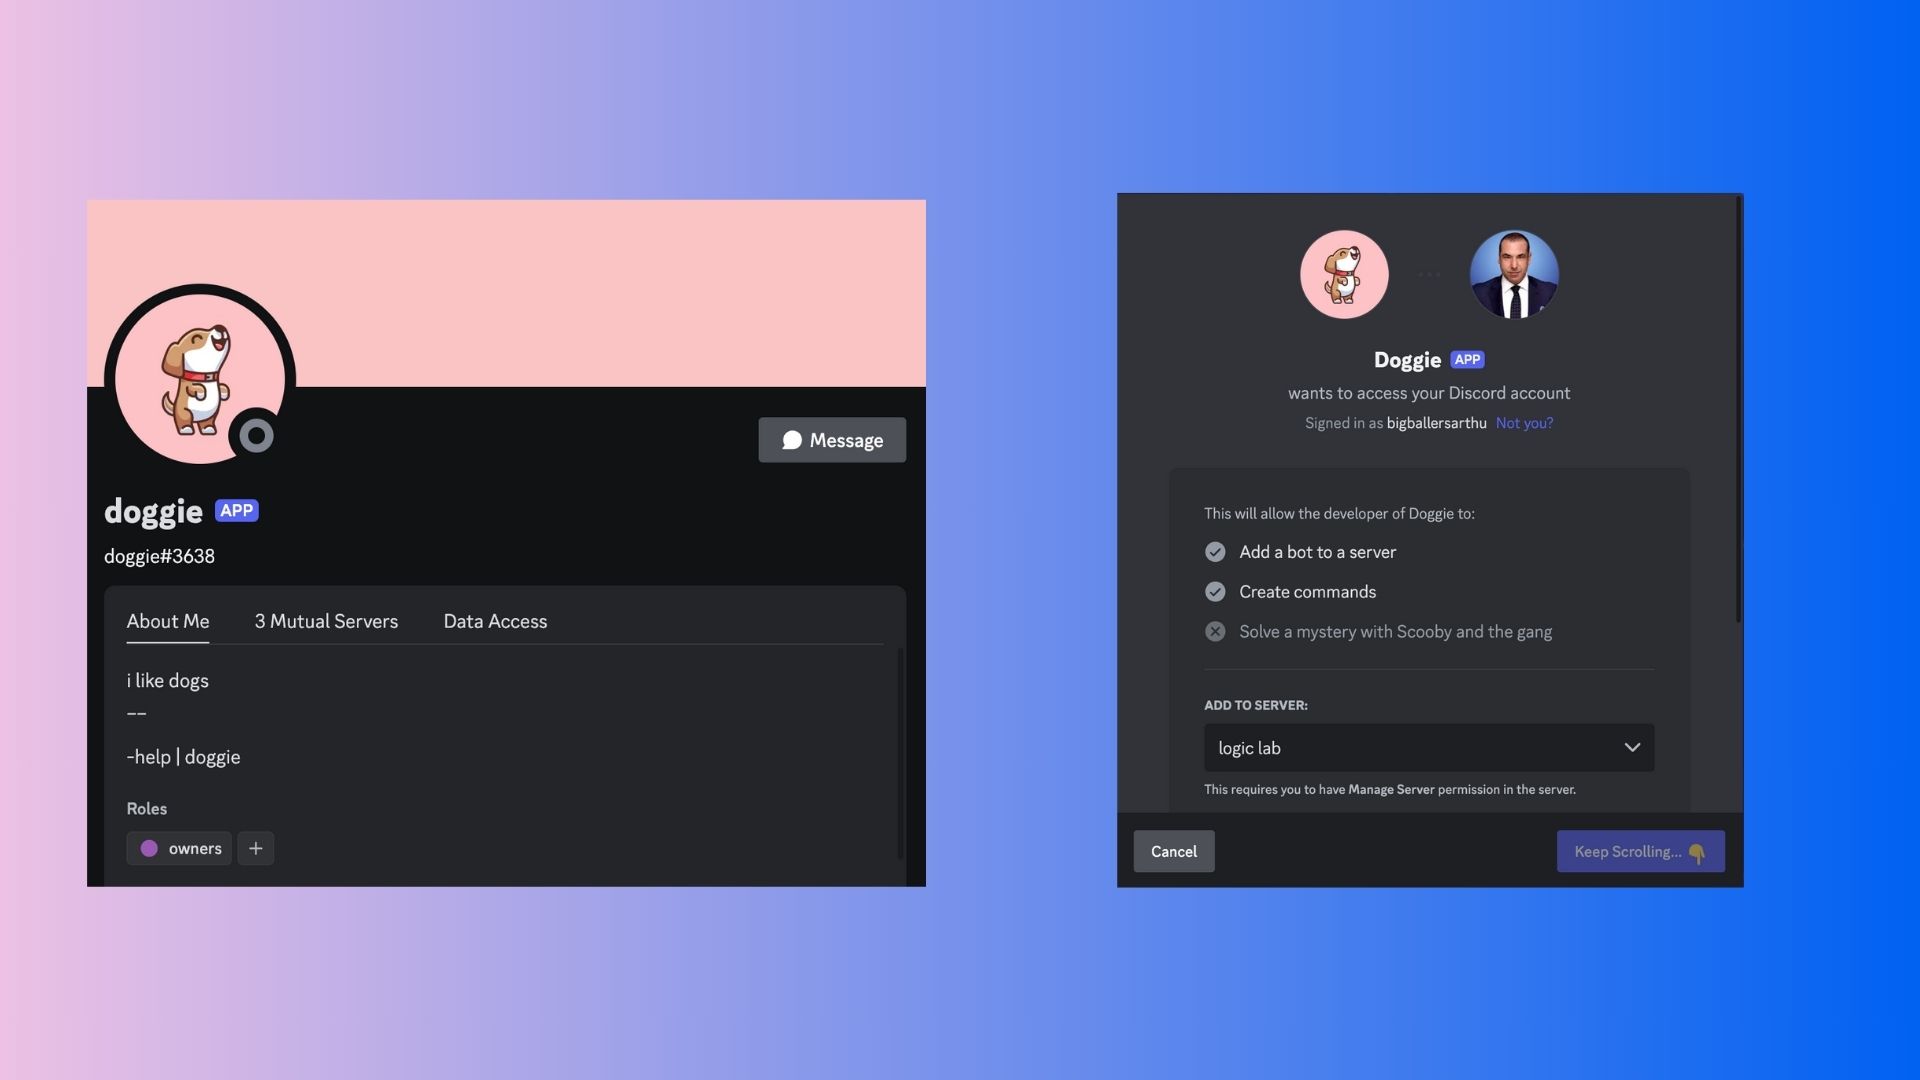 Message
doggie APP
doggie#3638
About Me 3 Mutual Servers Data Access
i like dogs
--
-help | doggie
Roles
owners +
Doggie APP
wants to access your Discord account
Signed in as bigballersarthu Not you?
This will allow the developer of Doggie to:
Add a bot to a server
Create commands
Solve a mystery with Scooby and the gang
ADD TO SERVER:
logic lab
This requires you to have Manage Server permission in the server.
Cancel Keep Scrolling... 👇